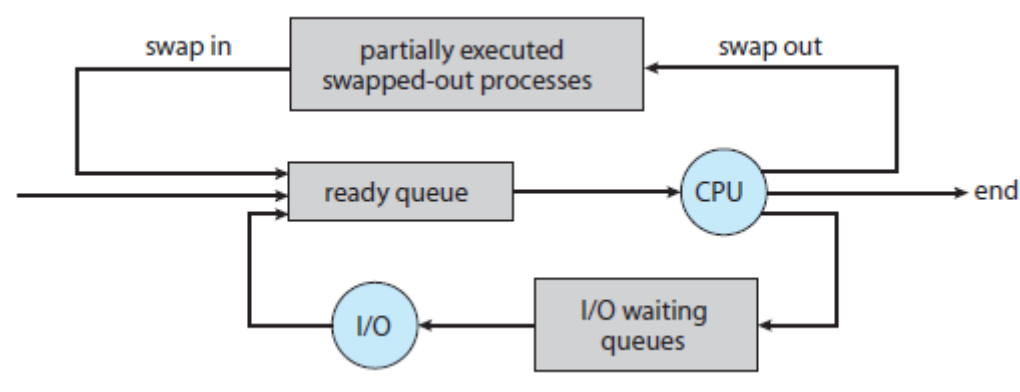 swap in
partially executed
swapped-out processes
swap out
ready queue
CPU
end
I/O
I/O waiting
queues